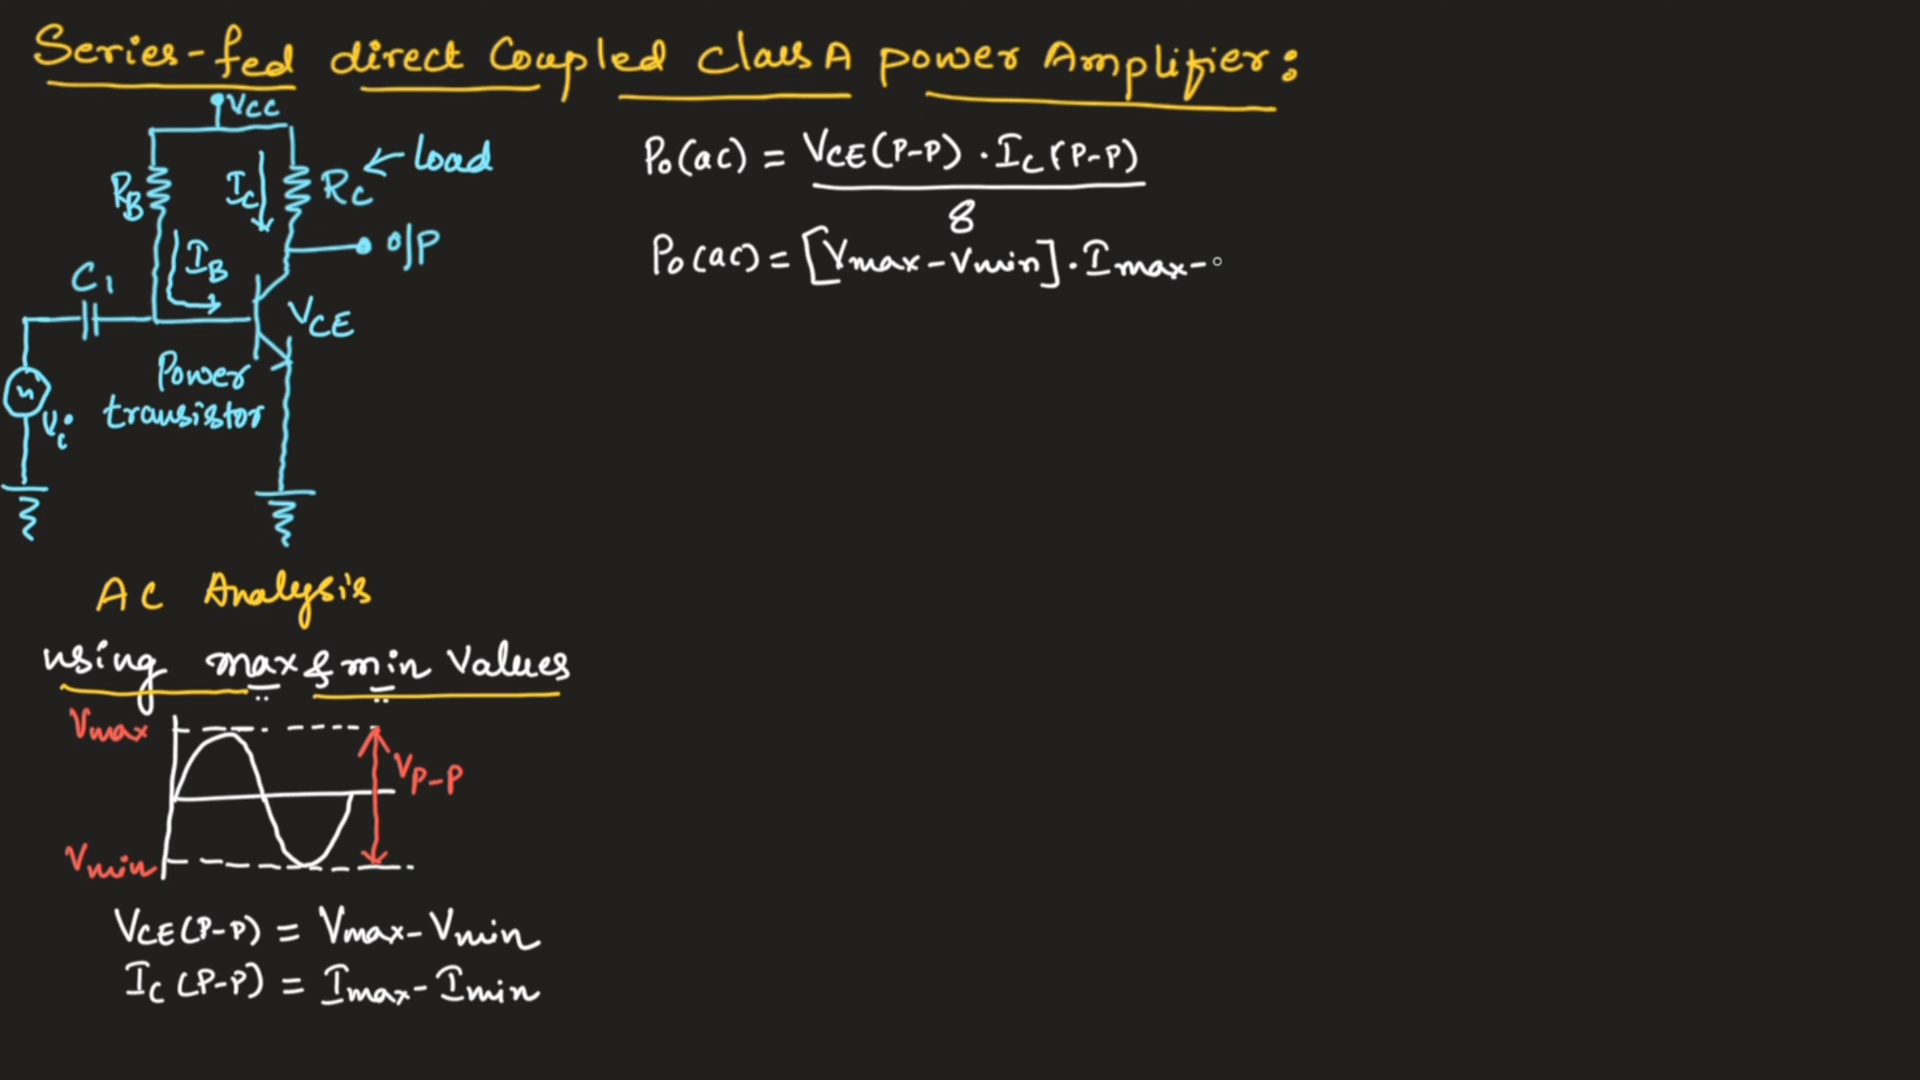 Series-fed direct Coupled Class A power Amplifier:
VCC
RB
IC
RC ← Load
O/P
IB
C1
VCE
Power
transistor
Vi
Po(ac) = VCE(P-P) . IC(P-P)
8
Po(ac) = [Vmax - Vmin] . Imax -
AC Analysis
using max & min Values
Vmax
VP-P
Vmin
VCE(P-P) = Vmax - Vmin
IC(P-P) = Imax - Imin